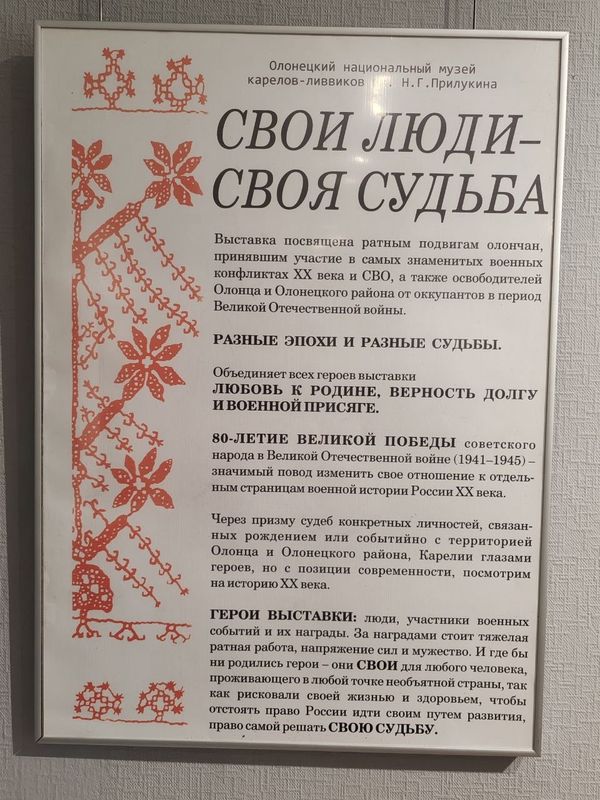 Олонецкий национальный музей
карелов-ливвиков Н.Г.Прилукина
СВОИ ЛЮДИ–
СВОЯ СУДЬБА
Выставка посвящена ратным подвигам олончан,
принявшим участие в самых знаменитых военных
конфликтах XX века и СВО, а также освободителей
Олонца и Олонецкого района от оккупантов в период
Великой Отечественной войны.
РАЗНЫЕ ЭПОХИ И РАЗНЫЕ СУДЬБЫ.
Объединяет всех героев выставки
ЛЮБОВЬ К РОДИНЕ, ВЕРНОСТЬ ДОЛГУ
И ВОЕННОЙ ПРИСЯГЕ.
80-ЛЕТИЕ ВЕЛИКОЙ ПОБЕДЫ советского
народа в Великой Отечественной войне (1941–1945) –
значимый повод изменить свое отношение к отдель-
ным страницам военной истории России XX века.
Через призму судеб конкретных личностей, связан-
ных рождением или событийно с территорией
Олонца и Олонецкого района, Карелии глазами
героев, но с позиции современности, посмотрим
на историю XX века.
ГЕРОИ ВЫСТАВКИ: люди, участники военных
событий и их награды. За наградами стоит тяжелая
ратная работа, напряжение сил и мужество. И где бы
ни родились герои – они СВОИ для любого человека,
проживающего в любой точке необъятной страны, так
как рисковали своей жизнью и здоровьем, чтобы
отстоять право России идти своим путем развития,
право самой решать СВОЮ СУДЬБУ.